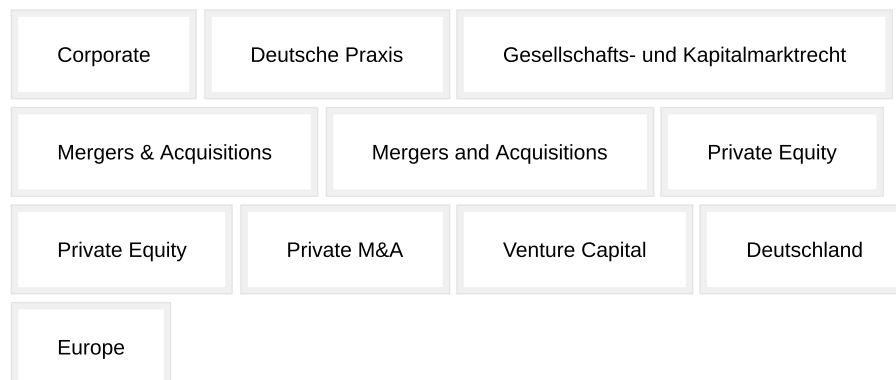 Corporate Deutsche Praxis Gesellschafts- und Kapitalmarktrecht
Mergers & Acquisitions Mergers and Acquisitions Private Equity
Private Equity Private M&A Venture Capital Deutschland
Europe